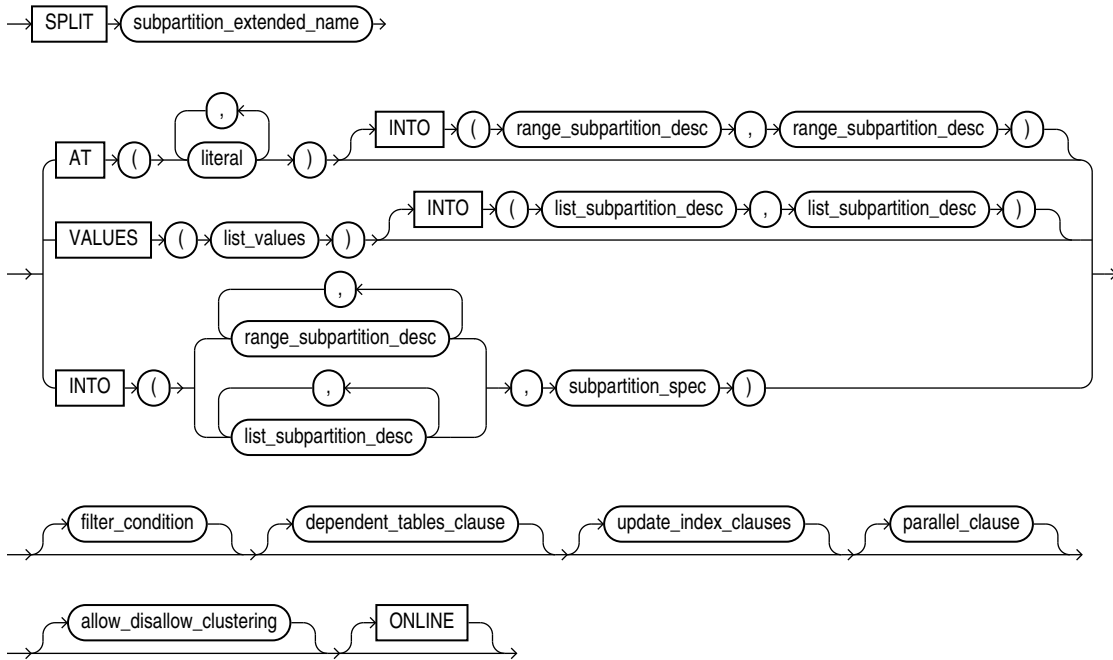 SPLIT subpartition_extended_name
,
INTO ( range_subpartition_desc , range_subpartition_desc )
AT ( literal )
,
INTO ( list_subpartition_desc , list_subpartition_desc )
VALUES ( list_values )
,
range_subpartition_desc
INTO ( , subpartition_spec )
,
list_subpartition_desc
filter_condition dependent_tables_clause update_index_clauses parallel_clause
allow_disallow_clustering ONLINE